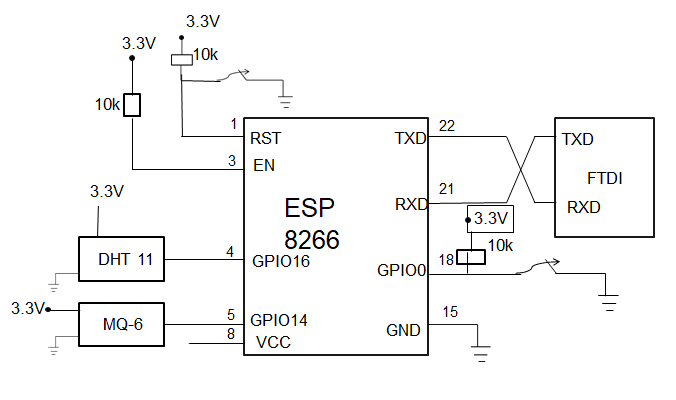 3.3V
3.3V
10k
10k
1
RST
TXD
22
TXD
3
EN
FTDI
ESP
8266
21
RXD
RXD
3.3V
3.3V
10k
DHT 11
4
GPIO16
18
GPIO0
3.3V
MQ-6
5
GPIO14
15
GND
8
VCC